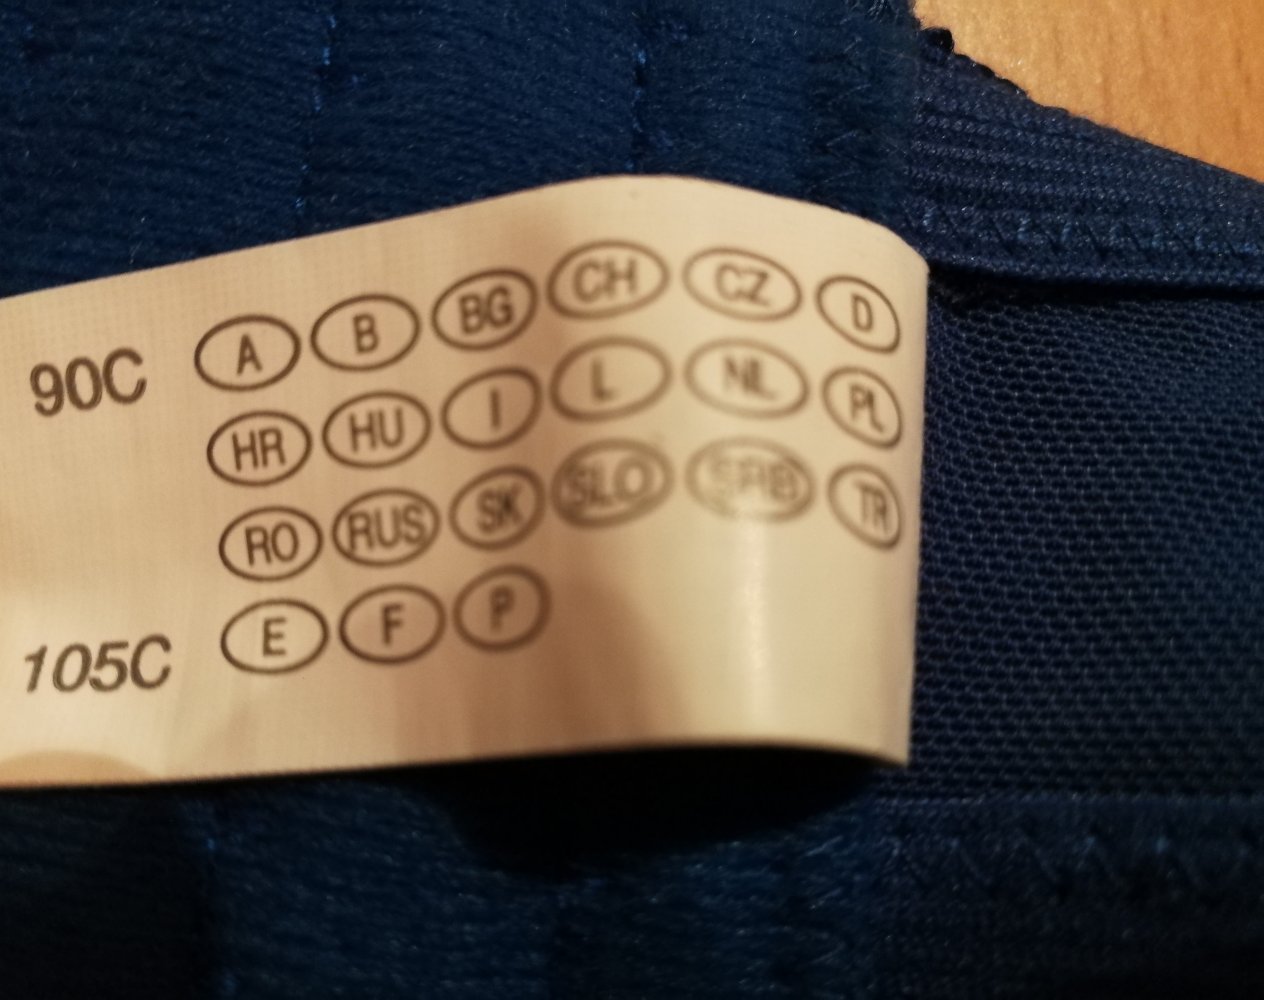 90C A B BG CH CZ D
HR HU I L NL PL
RO RUS SK SLO SRB TR
105C E F P